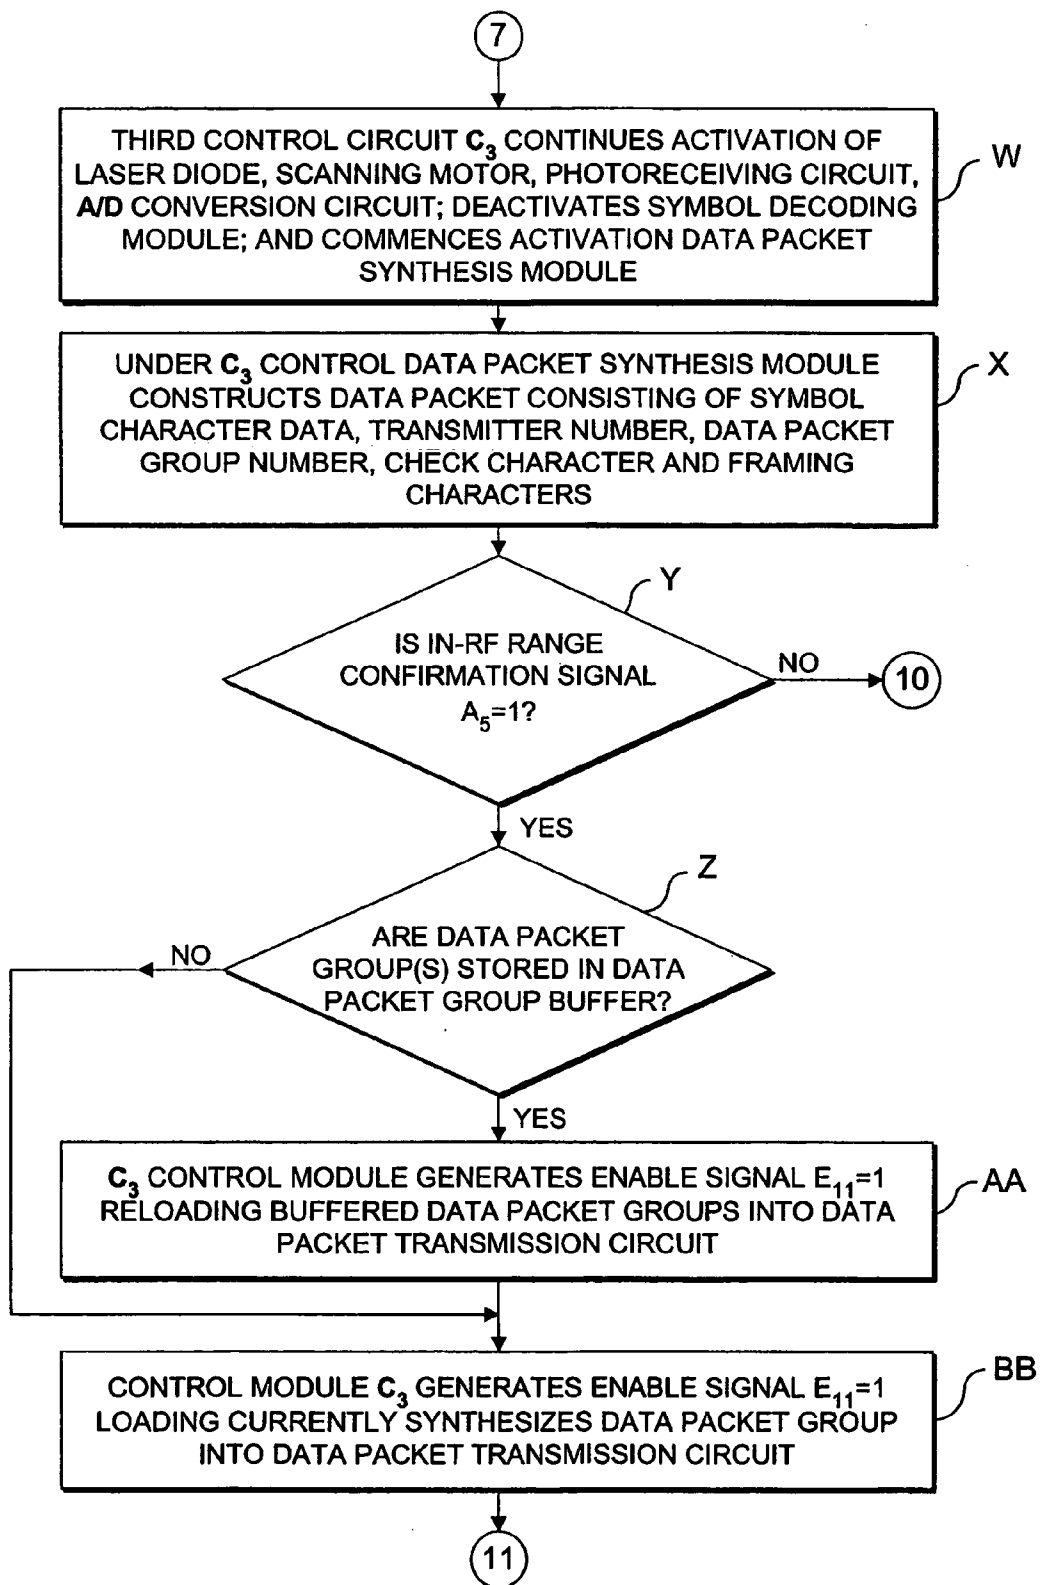 7
THIRD CONTROL CIRCUIT C3 CONTINUES ACTIVATION OF
LASER DIODE, SCANNING MOTOR, PHOTORECEIVING CIRCUIT,
A/D CONVERSION CIRCUIT; DEACTIVATES SYMBOL DECODING
MODULE; AND COMMENCES ACTIVATION DATA PACKET
SYNTHESIS MODULE
W
UNDER C3 CONTROL DATA PACKET SYNTHESIS MODULE
CONSTRUCTS DATA PACKET CONSISTING OF SYMBOL
CHARACTER DATA, TRANSMITTER NUMBER, DATA PACKET
GROUP NUMBER, CHECK CHARACTER AND FRAMING
CHARACTERS
X
Y
IS IN-RF RANGE
CONFIRMATION SIGNAL
A5=1?
NO
10
YES
Z
ARE DATA PACKET
GROUP(S) STORED IN DATA
PACKET GROUP BUFFER?
NO
YES
C3 CONTROL MODULE GENERATES ENABLE SIGNAL E11=1
RELOADING BUFFERED DATA PACKET GROUPS INTO DATA
PACKET TRANSMISSION CIRCUIT
AA
CONTROL MODULE C3 GENERATES ENABLE SIGNAL E11=1
LOADING CURRENTLY SYNTHESIZES DATA PACKET GROUP
INTO DATA PACKET TRANSMISSION CIRCUIT
BB
11